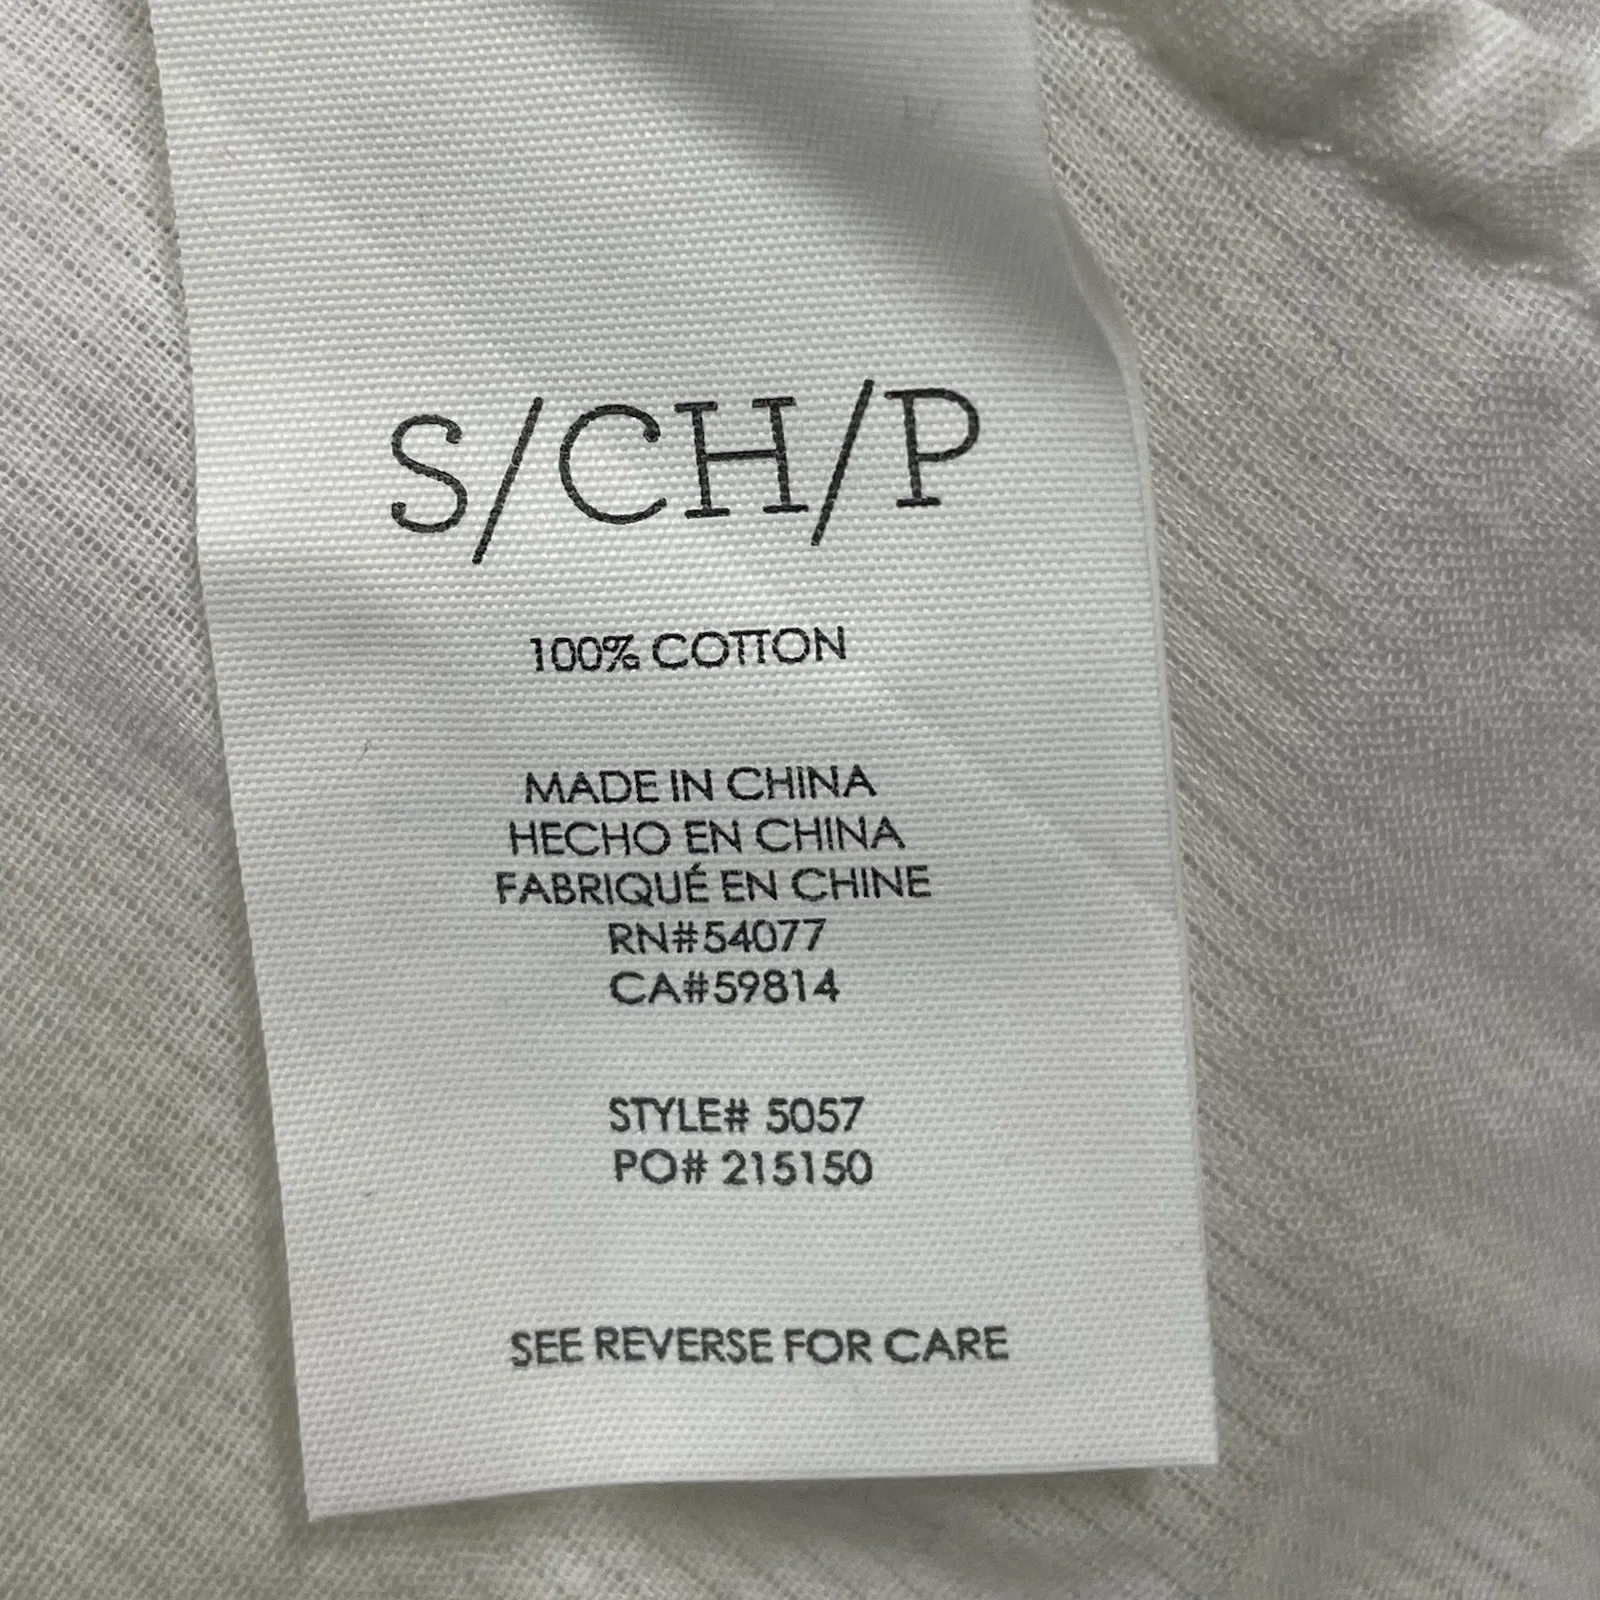 S/CH/P
100% COTTON
MADE IN CHINA
HECHO EN CHINA
FABRIQUÉ EN CHINE
RN#54077
CA#59814
STYLE# 5057
PO# 215150
SEE REVERSE FOR CARE